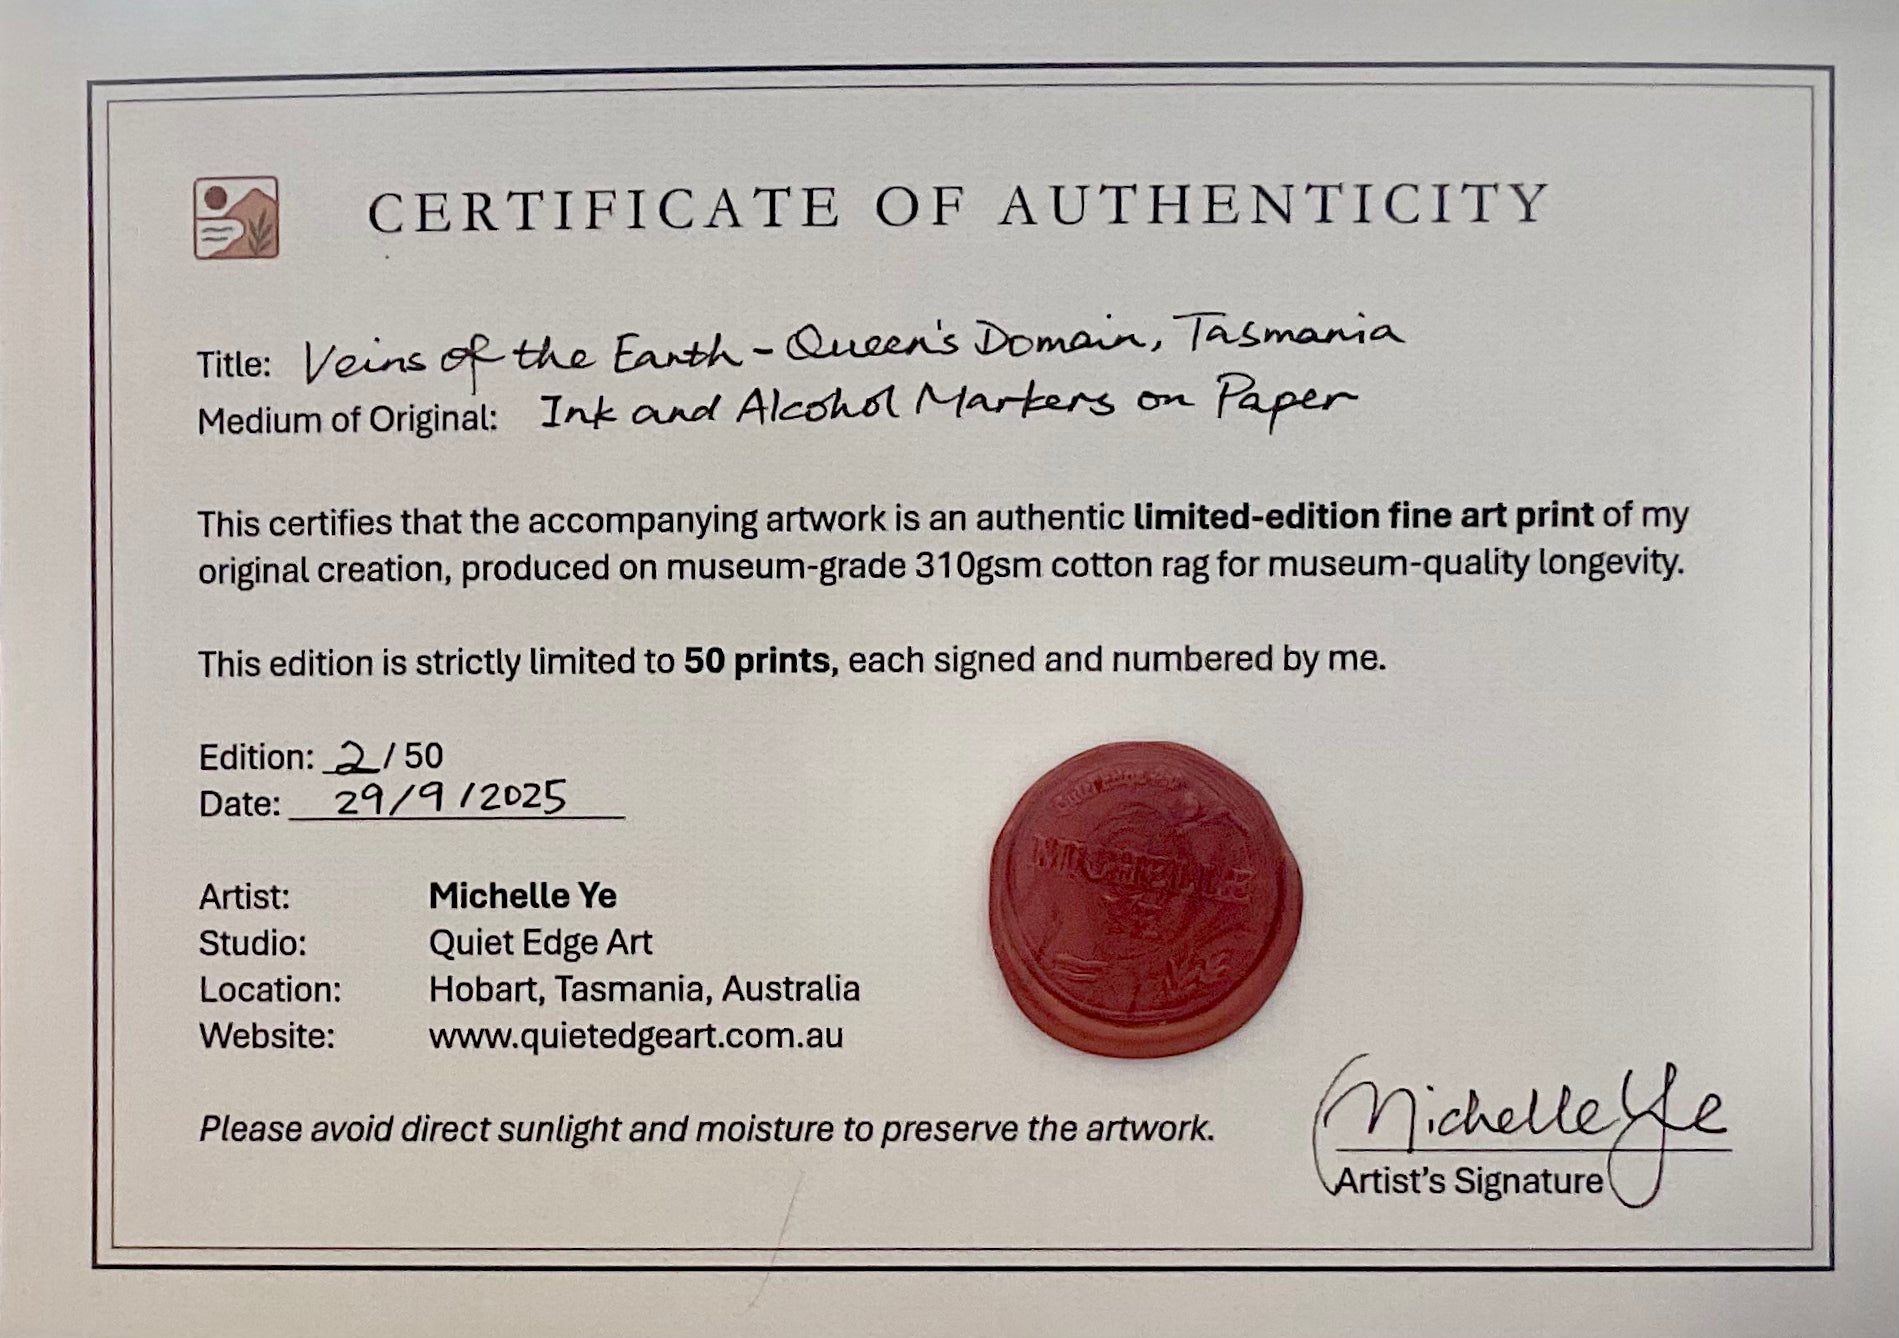 CERTIFICATE OF AUTHENTICITY
Title: Veins of the Earth - Queen's Domain, Tasmania
Medium of Original: Ink and Alcohol Markers on Paper
This certifies that the accompanying artwork is an authentic limited-edition fine art print of my
original creation, produced on museum-grade 310gsm cotton rag for museum-quality longevity.
This edition is strictly limited to 50 prints, each signed and numbered by me.
Edition: 2/50
Date: 29/9/2025
Artist: Michelle Ye
Studio: Quiet Edge Art
Location: Hobart, Tasmania, Australia
Website: www.quietedgeart.com.au
MICHELLE
Please avoid direct sunlight and moisture to preserve the artwork.
Michelle Ye
Artist's Signature